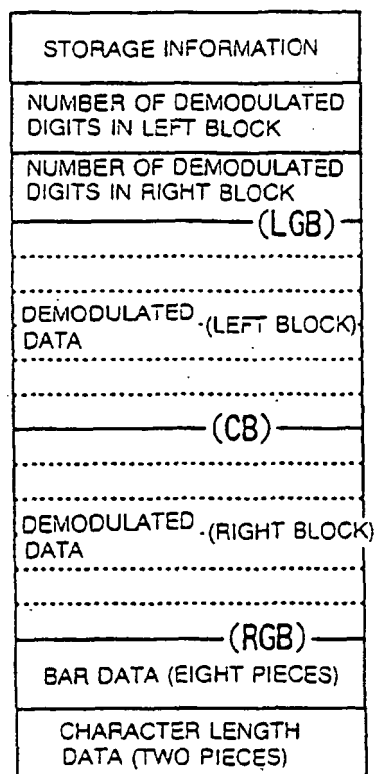 STORAGE INFORMATION
NUMBER OF DEMODULATED
DIGITS IN LEFT BLOCK
NUMBER OF DEMODULATED
DIGITS IN RIGHT BLOCK
(LGB)
DEMODULATED (LEFT BLOCK)
DATA
(CB)
DEMODULATED (RIGHT BLOCK)
DATA
(RGB)
BAR DATA (EIGHT PIECES)
CHARACTER LENGTH
DATA (TWO PIECES)